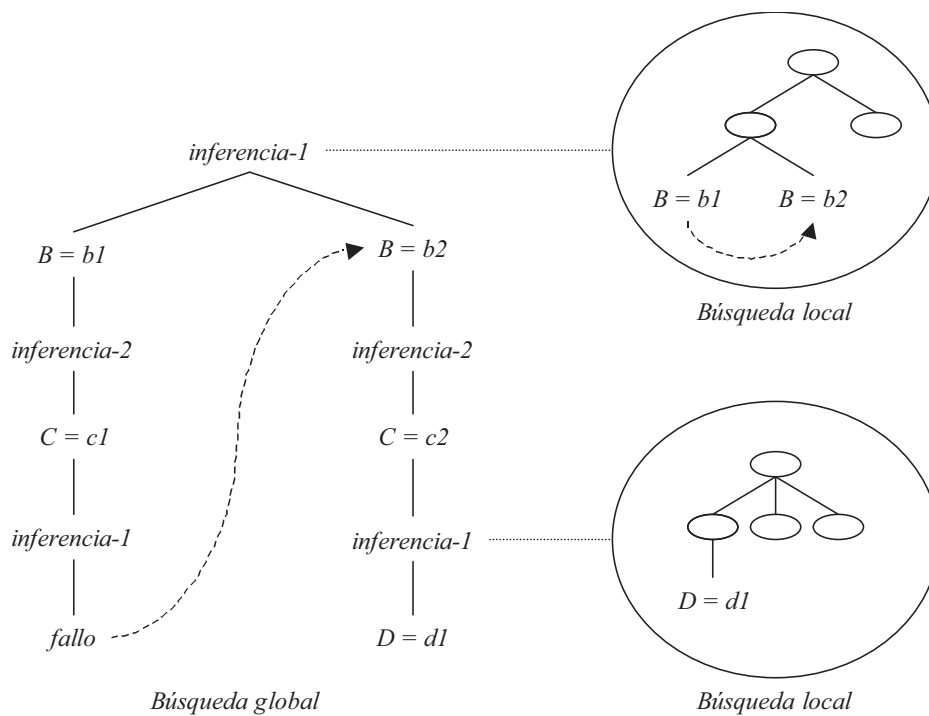 inferencia-1
B = b1
B = b2
B = b1
B = b2
Búsqueda local
inferencia-2
inferencia-2
C = c1
C = c2
inferencia-1
inferencia-1
D = d1
fallo
D = d1
Búsqueda global
Búsqueda local